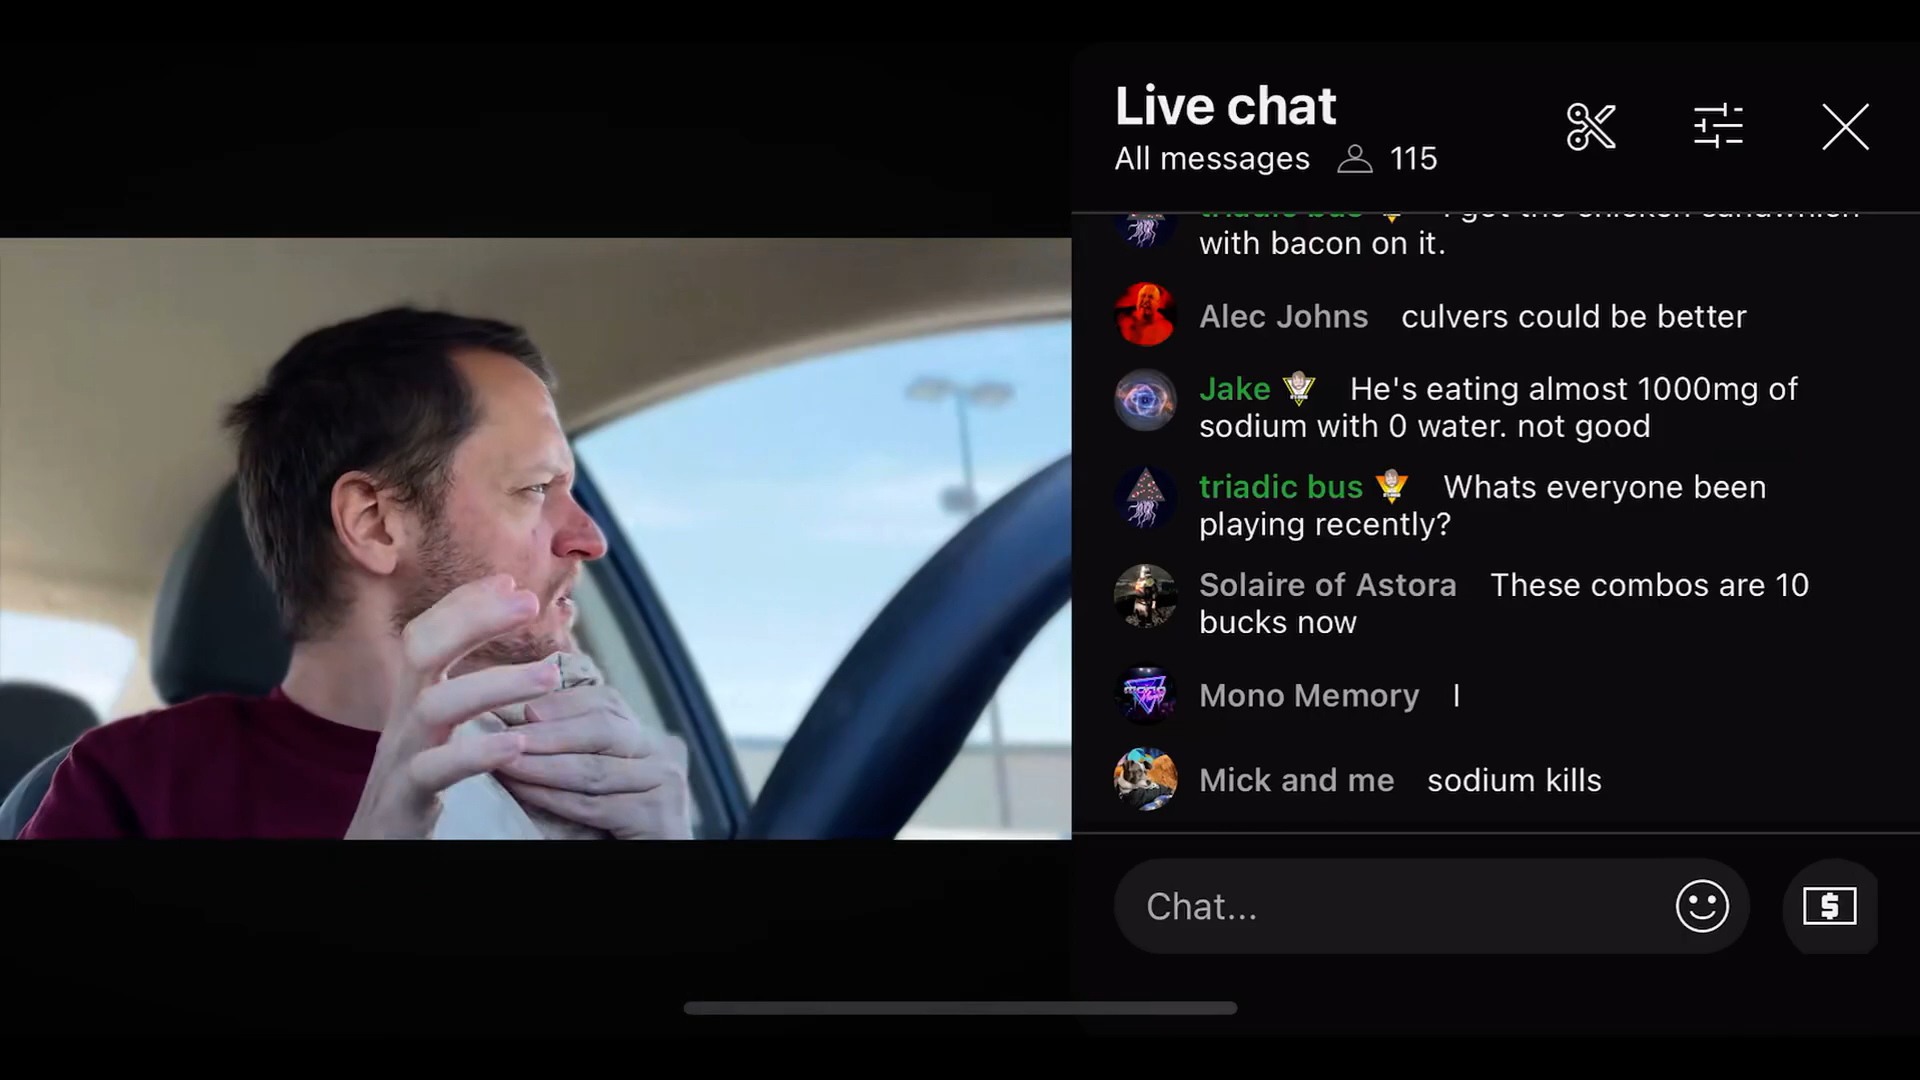 Live chat
All messages 115
with bacon on it.
Alec Johns culvers could be better
Jake He's eating almost 1000mg of
sodium with 0 water. not good
triadic bus Whats everyone been
playing recently?
Solaire of Astora These combos are 10
bucks now
Mono Memory I
Mick and me sodium kills
Chat...
$